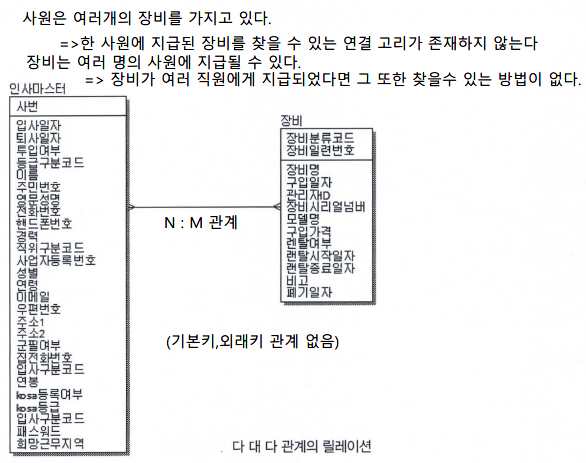 사원은 여러개의 장비를 가지고 있다.
=>한 사원에 지급된 장비를 찾을 수 있는 연결 고리가 존재하지 않는다
장비는 여러 명의 사원에 지급될 수 있다.
=> 장비가 여러 직원에게 지급되었다면 그 또한 찾을수 있는 방법이 없다.
인사마스터
사번
입사일자
퇴사일자
투입여부
등급구분코드
이름
주민번호
영문성명
전화번호
핸드폰번호
경력
직위구분코드
사업자등록번호
성별
연령
이메일
우편번호
주소1
주소2
군필여부
집전화번호
입사구분코드
연봉
kosa등록여부
kosa등급
입사구분코드
패스워드
희망근무지역
장비
장비분류코드
장비일련번호
장비명
구입일자
관리자ID
장비시리얼넘버
모델명
구입가격
렌탈여부
랜탈시작일자
랜탈종료일자
비고
폐기일자
N : M 관계
(기본키,외래키 관계 없음)
다 대 다 관계의 릴레이션